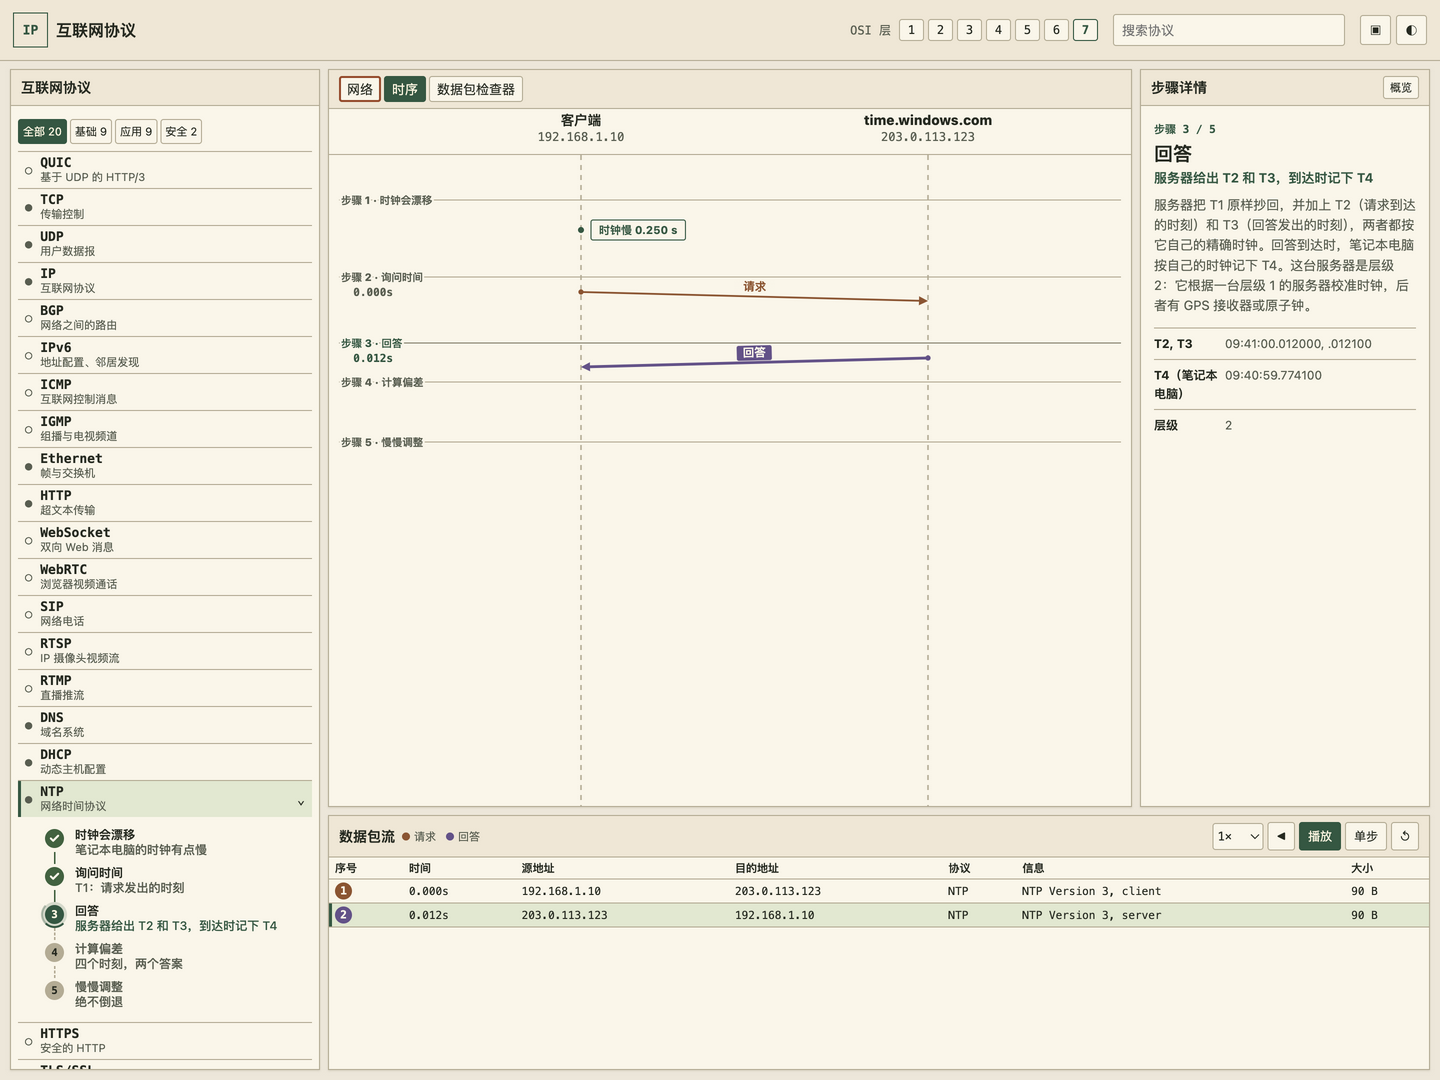 IP 互联网协议
OSI 层 1 2 3 4 5 6 7 搜索协议
互联网协议
全部 20 基础 9 应用 9 安全 2
QUIC
基于 UDP 的 HTTP/3
TCP
传输控制
UDP
用户数据报
IP
互联网协议
BGP
网络之间的路由
IPv6
地址配置、邻居发现
ICMP
互联网控制消息
IGMP
组播与电视频道
Ethernet
帧与交换机
HTTP
超文本传输
WebSocket
双向 Web 消息
WebRTC
浏览器视频通话
SIP
网络电话
RTSP
IP 摄像头视频流
RTMP
直播推流
DNS
域名系统
DHCP
动态主机配置
NTP
网络时间协议
时钟会漂移
笔记本电脑的时钟有点慢
询问时间
T1：请求发出的时刻
3 回答
服务器给出 T2 和 T3，到达时记下 T4
4 计算偏差
四个时刻，两个答案
5 慢慢调整
绝不倒退
HTTPS
安全的 HTTP
TLS/SSL
网络 时序 数据包检查器
客户端 time.windows.com
192.168.1.10 203.0.113.123
步骤 1 · 时钟会漂移
时钟慢 0.250 s
步骤 2 · 询问时间
0.000s 请求
步骤 3 · 回答
0.012s 回答
步骤 4 · 计算偏差
步骤 5 · 慢慢调整
步骤详情 概览
步骤 3 / 5
回答
服务器给出 T2 和 T3，到达时记下 T4
服务器把 T1 原样抄回，并加上 T2（请求到达
的时刻）和 T3（回答发出的时刻），两者都按
它自己的精确时钟。回答到达时，笔记本电脑
按自己的时钟记下 T4。这台服务器是层级
2：它根据一台层级 1 的服务器校准时钟，后
者有 GPS 接收器或原子钟。
T2, T3 09:41:00.012000, .012100
T4（笔记本 09:40:59.774100
电脑）
层级 2
数据包流 请求 回答 1× 播放 单步
序号 时间 源地址 目的地址 协议 信息 大小
1 0.000s 192.168.1.10 203.0.113.123 NTP NTP Version 3, client 90 B
2 0.012s 203.0.113.123 192.168.1.10 NTP NTP Version 3, server 90 B